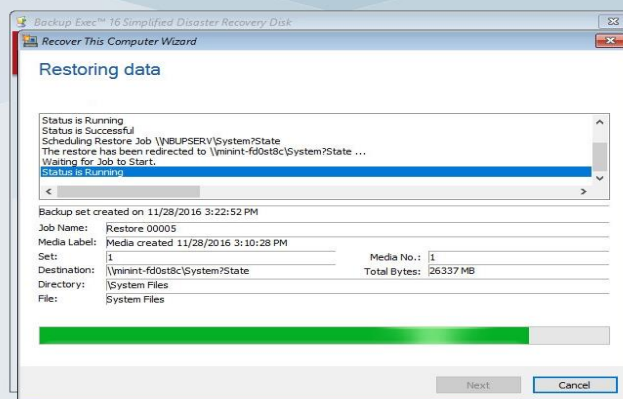 Backup Exec™ 16 Simplified Disaster Recovery Disk
Recover This Computer Wizard
Restoring data
Status is Running
Status is Successful
Scheduling Restore Job \\NBUPSERV\System?State
The restore has been redirected to \\minint-fd0st8c\System?State ...
Waiting for Job to Start.
Status is Running
Backup set created on 11/28/2016 3:22:52 PM
Job Name: Restore 00005
Media Label: Media created 11/28/2016 3:10:28 PM
Set: 1 Media No.: 1
Destination: \\minint-fd0st8c\System?State Total Bytes: 26337 MB
Directory: \System Files
File: System Files
Next Cancel